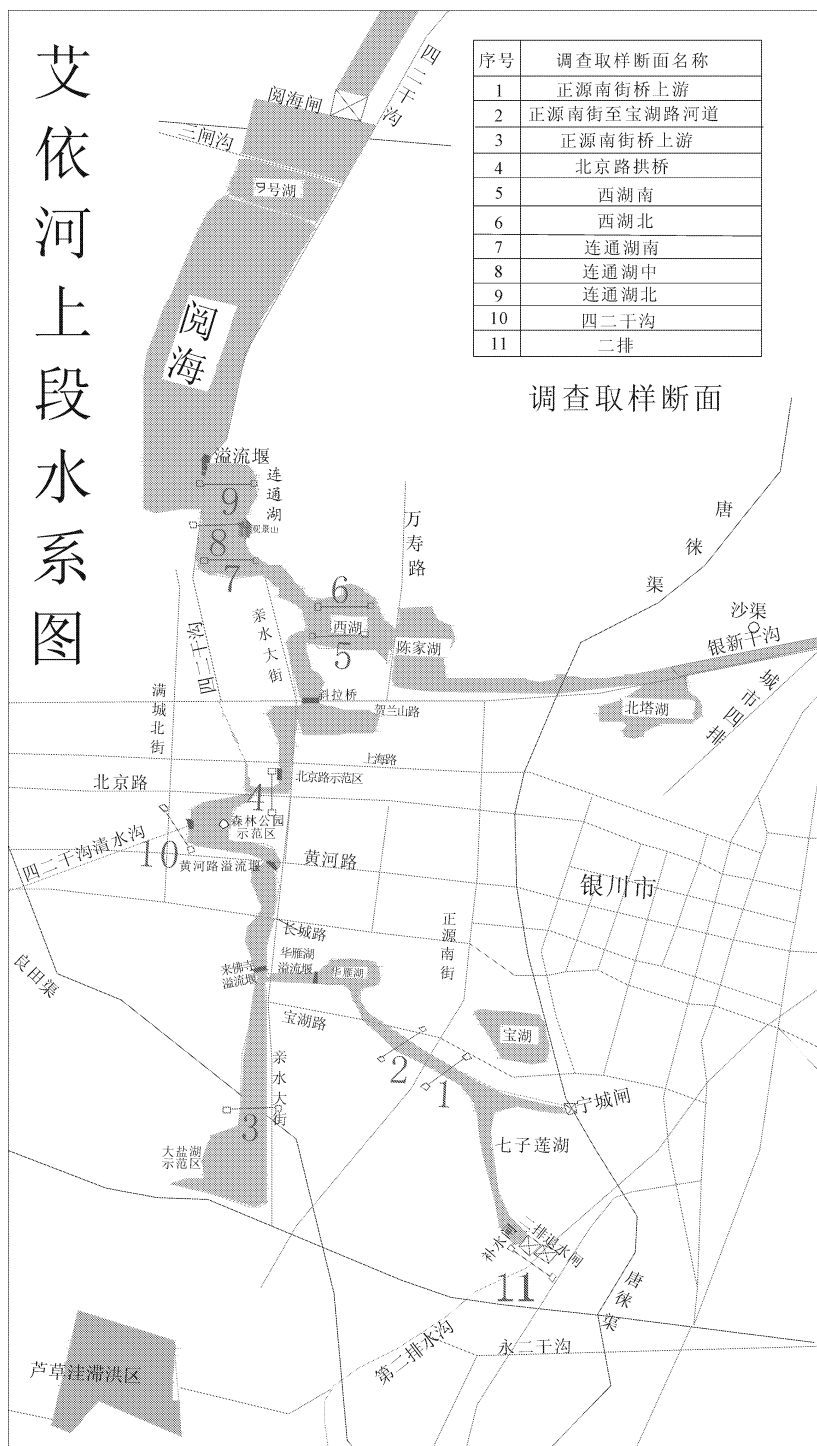 艾依河上段水系图
序号 调查取样断面名称
1 正源南街桥上游
2 正源南街至宝湖路河道
3 正源南街桥上游
4 北京路拱桥
5 西湖南
6 西湖北
7 连通湖南
8 连通湖中
9 连通湖北
10 四二干沟
11 二排
调查取样断面
四二干沟
阅海闸
二闸沟
9号湖
阅海
溢流堰
连通湖
9
8
观景山
7
万寿路
唐徕渠
6
西湖
5
陈家湖
沙渠
银新干沟
城市四排
北塔湖
亲水大街
四二干沟
满城北街
斜拉桥
贺兰山路
上海路
北京路
北京路示范区
4
森林公园
示范区
四二干沟清水沟
10
黄河路溢流堰
黄河路
银川市
长城路
正源南街
良田渠
来佛寺
溢流堰
华雁湖
溢流堰
华雁湖
宝湖路
宝湖
2
1
亲水大街
3
宁城闸
七子莲湖
大盐湖
示范区
补水闸
二排退水闸
11
唐徕渠
第二排水沟
永二干沟
芦草洼滞洪区